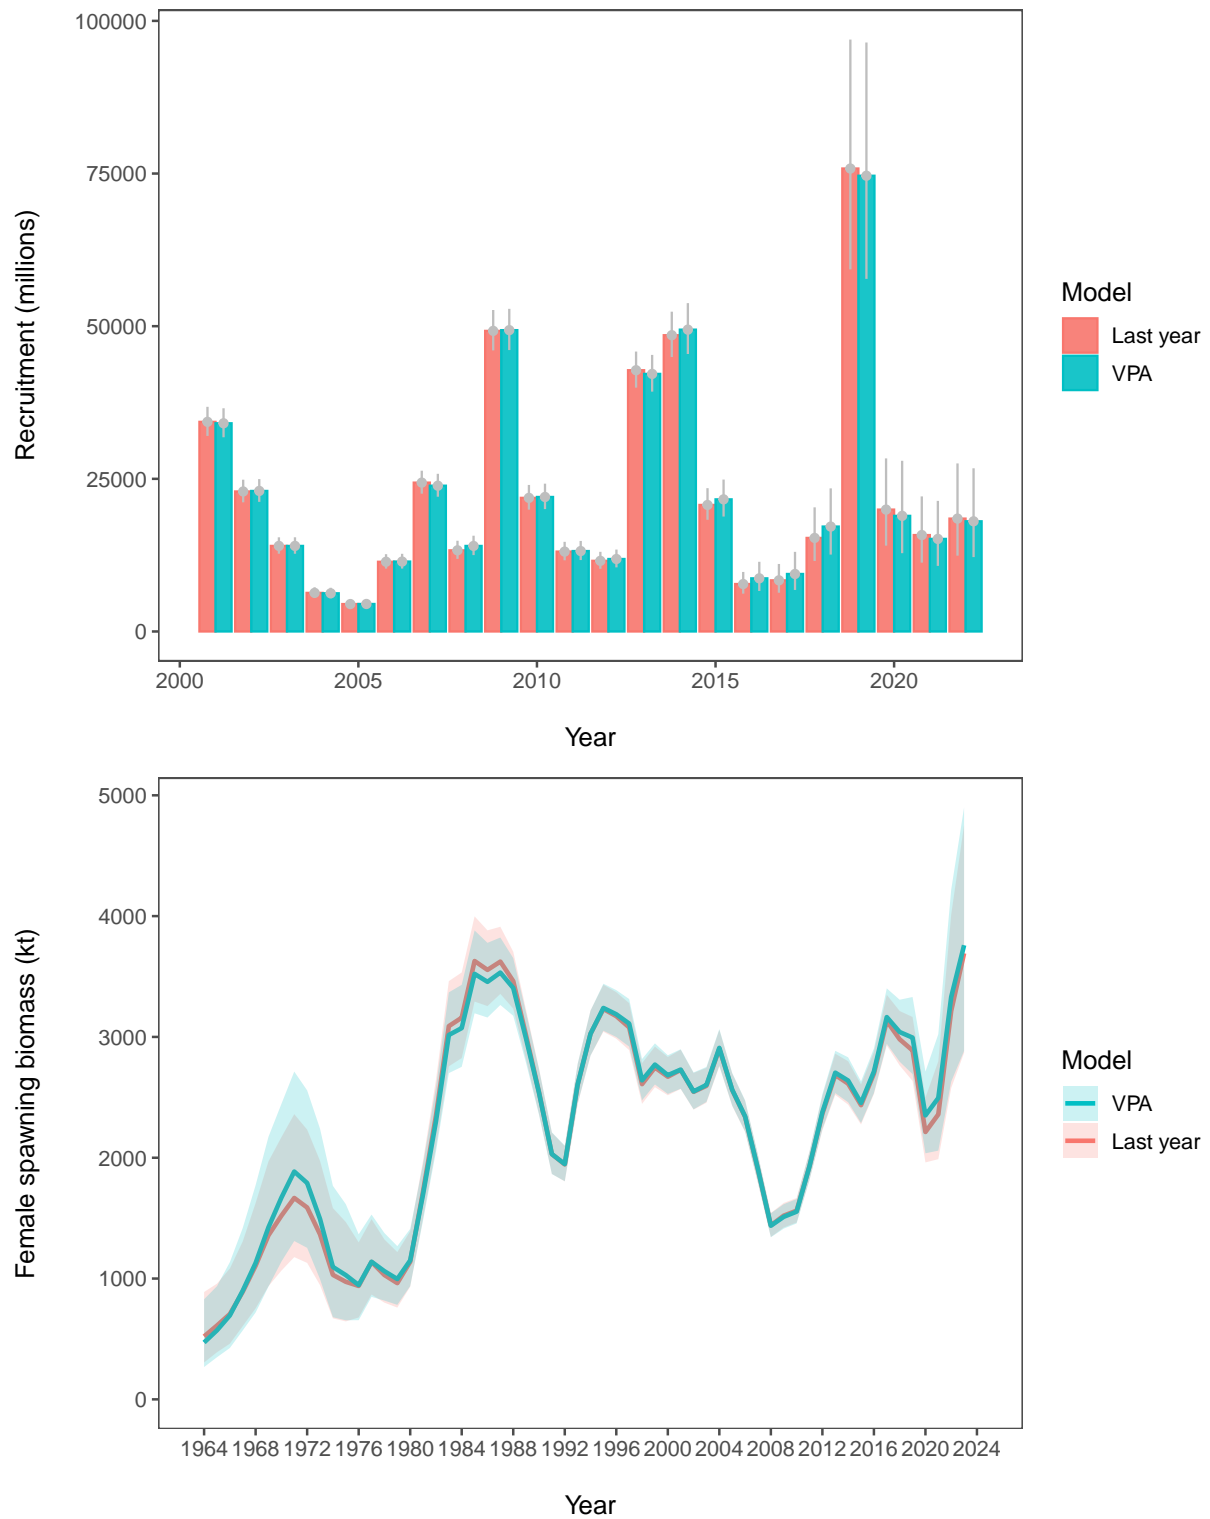 100000
75000
50000
25000
0
Recruitment (millions)
2000 2005 2010 2015 2020
Year
Model
Last year
VPA
5000
4000
3000
2000
1000
0
Female spawning biomass (kt)
1964 1968 1972 1976 1980 1984 1988 1992 1996 2000 2004 2008 2012 2016 2020 2024
Year
Model
VPA
Last year